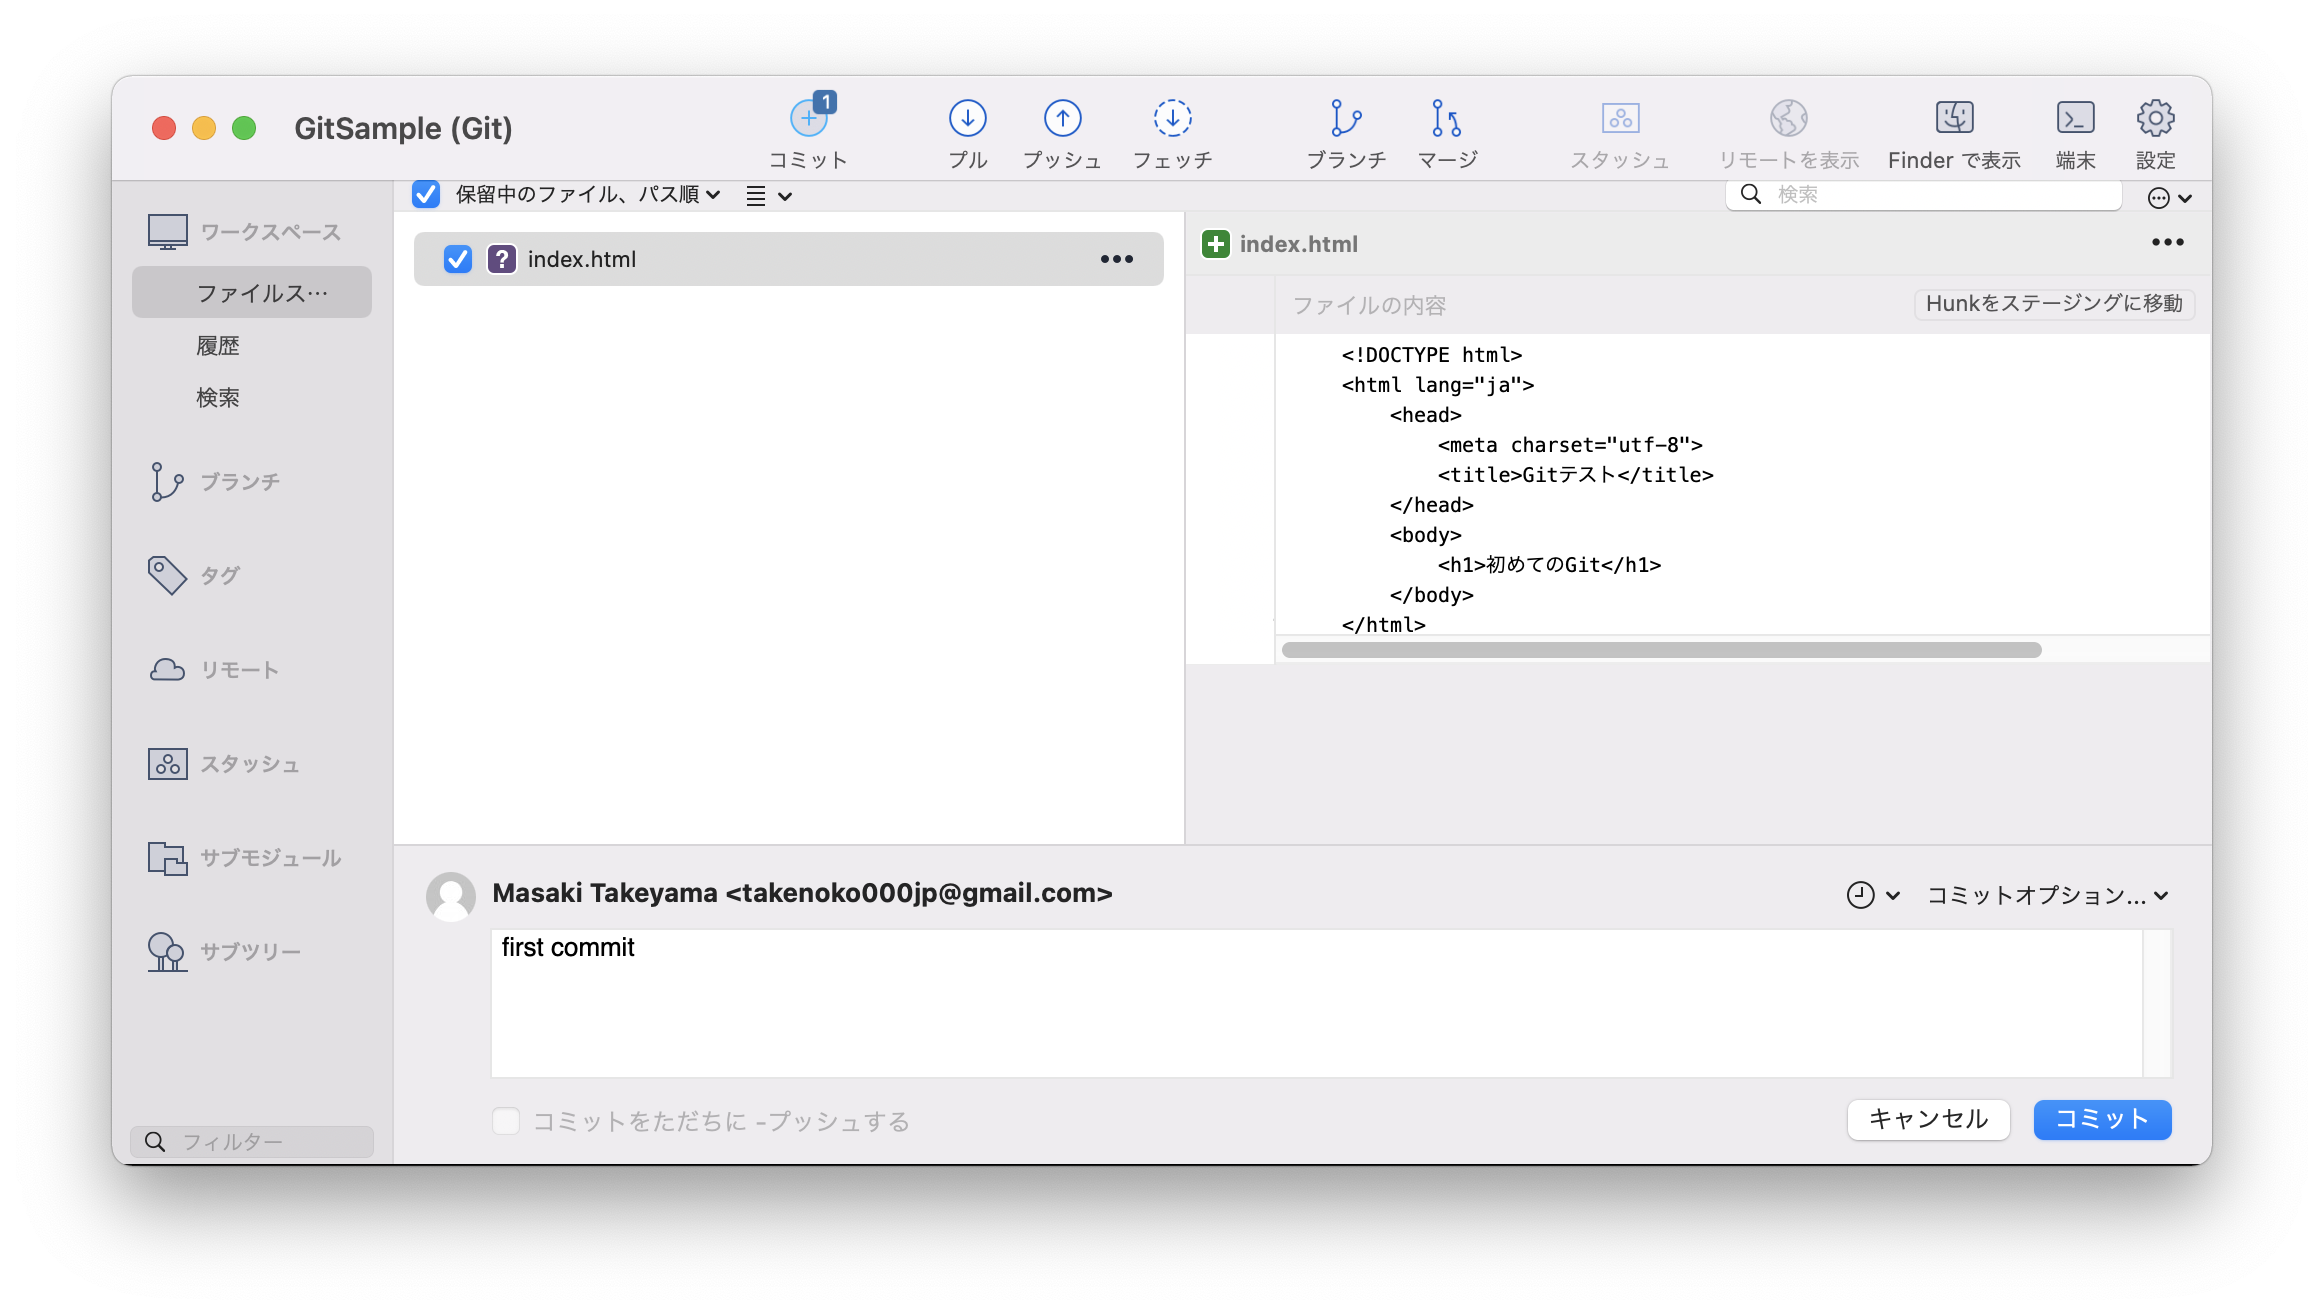 GitSample (Git)
1
コミット
プル
プッシュ
フェッチ
ブランチ
マージ
スタッシュ
リモートを表示
Finder で表示
端末
設定
保留中のファイル、パス順
検索
ワークスペース
ファイルス…
履歴
検索
ブランチ
タグ
リモート
スタッシュ
サブモジュール
サブツリー
フィルター
? index.html
index.html
ファイルの内容
Hunkをステージングに移動
<!DOCTYPE html>
<html lang="ja">
<head>
<meta charset="utf-8">
<title>Gitテスト</title>
</head>
<body>
<h1>初めてのGit</h1>
</body>
</html>
Masaki Takeyama <takenoko000jp@gmail.com>
コミットオプション...
first commit
コミットをただちに -プッシュする
キャンセル
コミット